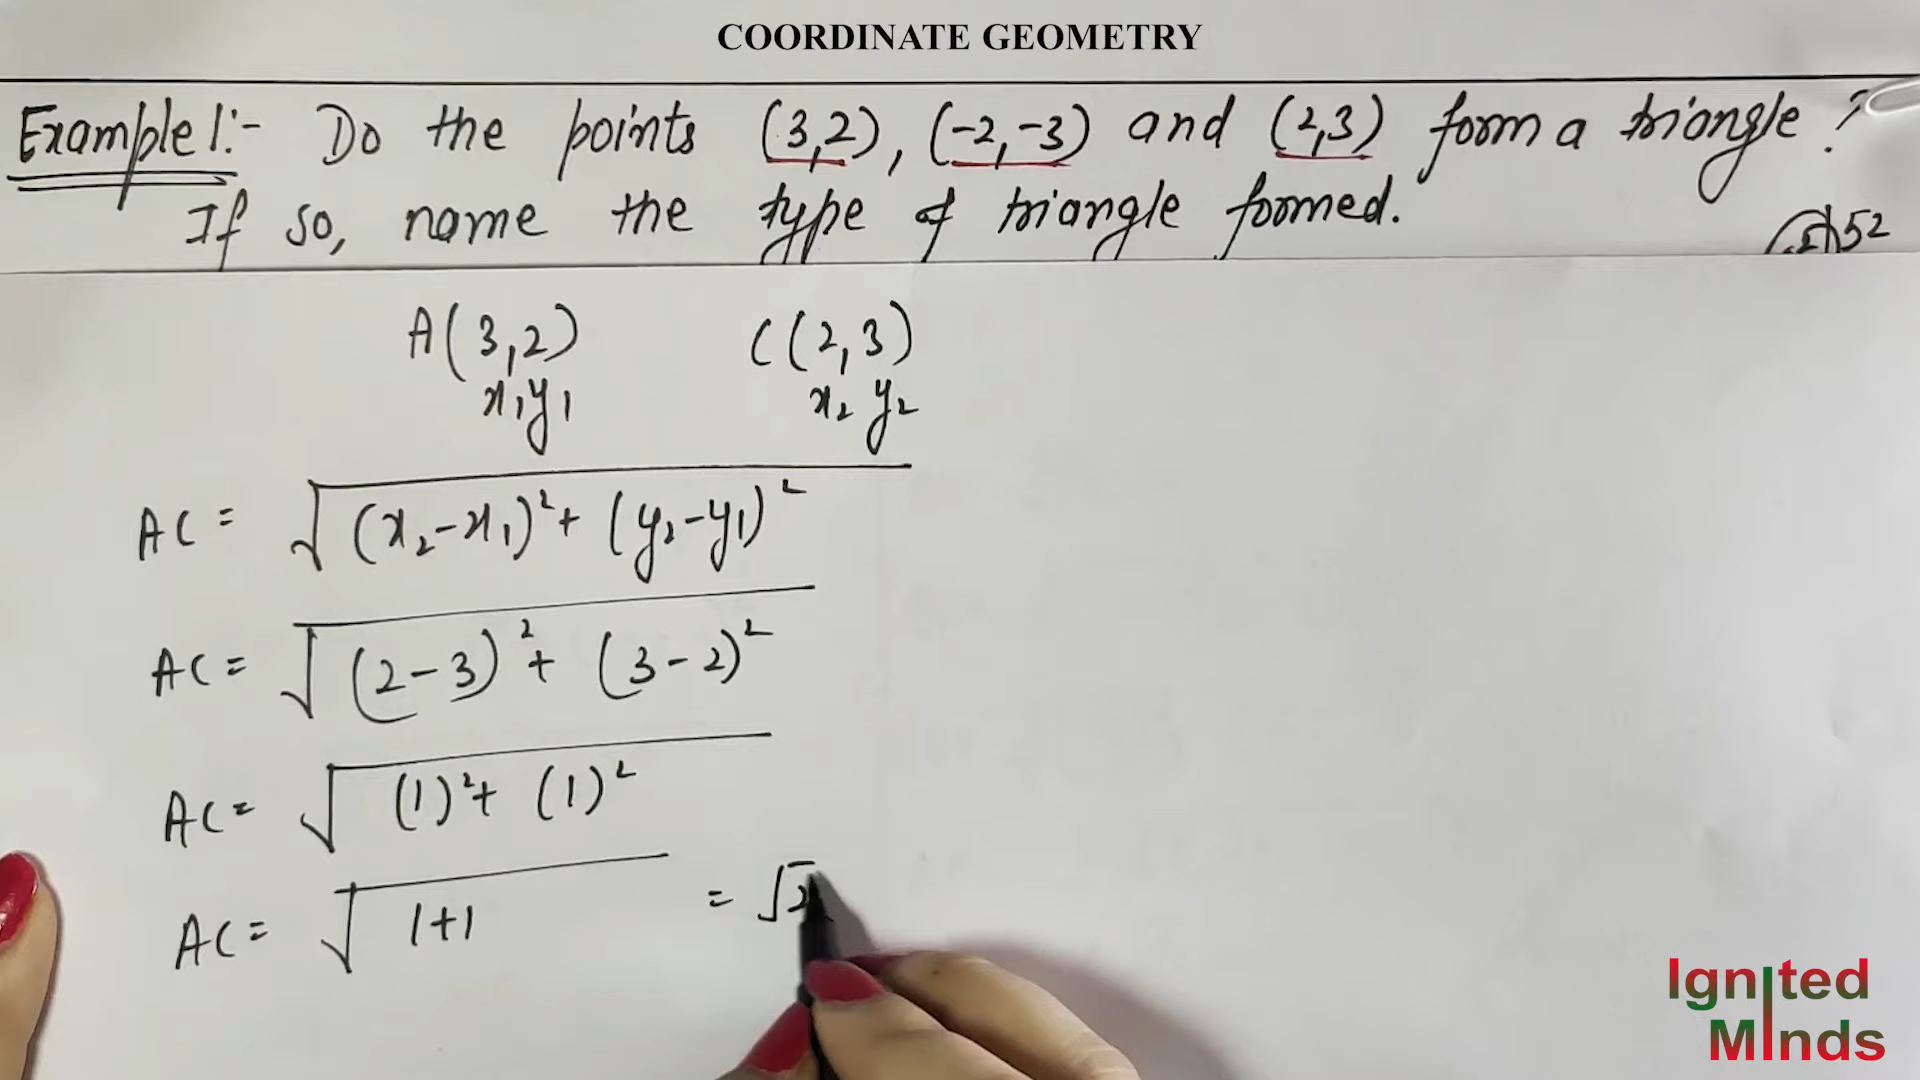 COORDINATE GEOMETRY
Example 1:- Do the points (3,2), (-2,-3) and (2,3) form a triangle?
If so, name the type of triangle formed.
52
A(3,2) C(2,3)
x₁y₁ x₂ y₂
AC = √(x₂-x₁)²+ (y₂-y₁)²
AC = √(2-3)²+ (3-2)²
AC = √(1)²+ (1)²
AC = √1+1 = √2
Ignited
Minds